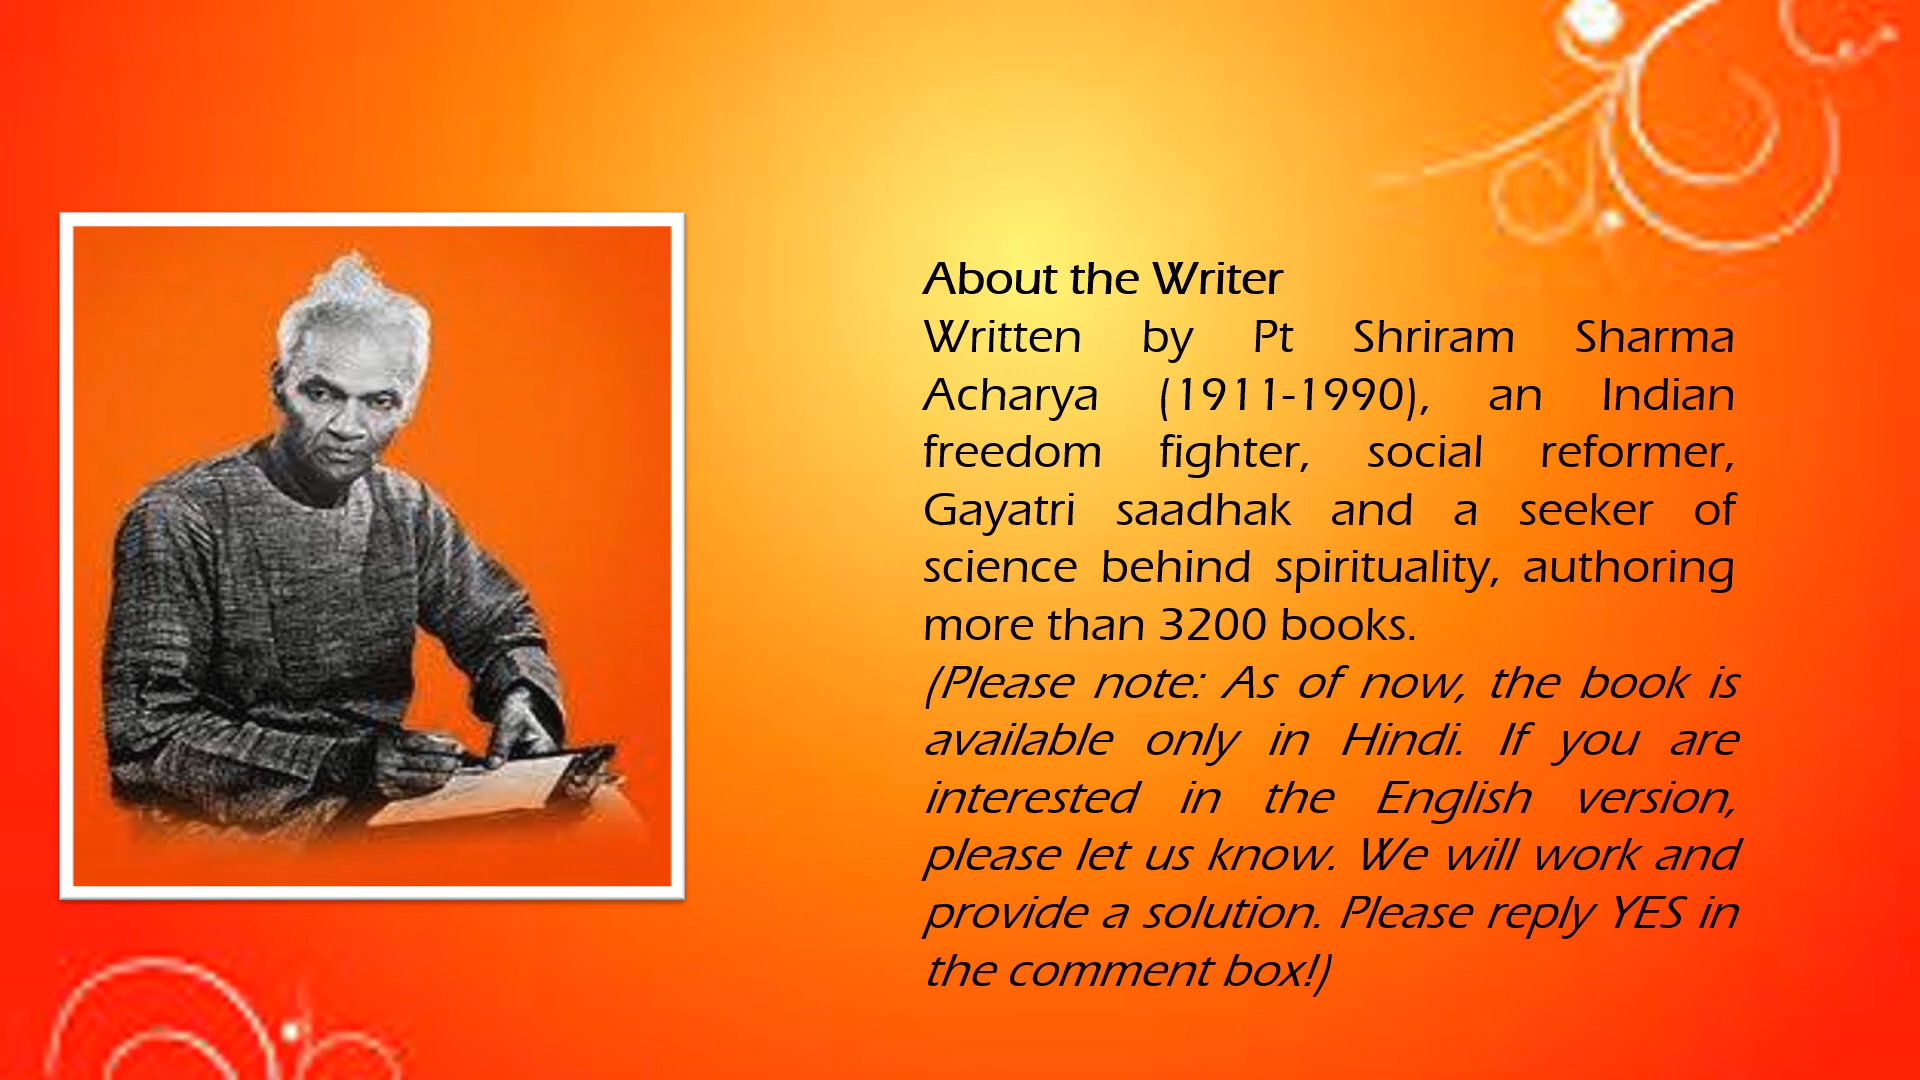 About the Writer
Written by Pt Shriram Sharma
Acharya (1911-1990), an Indian
freedom fighter, social reformer,
Gayatri saadhak and a seeker of
science behind spirituality, authoring
more than 3200 books.
(Please note: As of now, the book is
available only in Hindi. If you are
interested in the English version,
please let us know. We will work and
provide a solution. Please reply YES in
the comment box!)